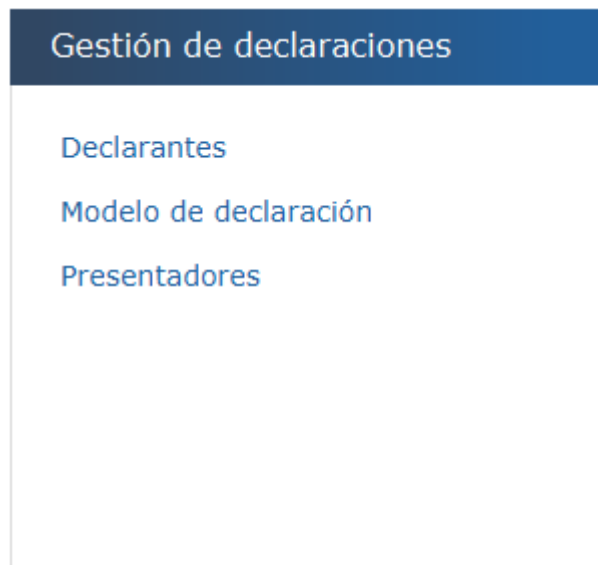 Gestión de declaraciones
Declarantes
Modelo de declaración
Presentadores